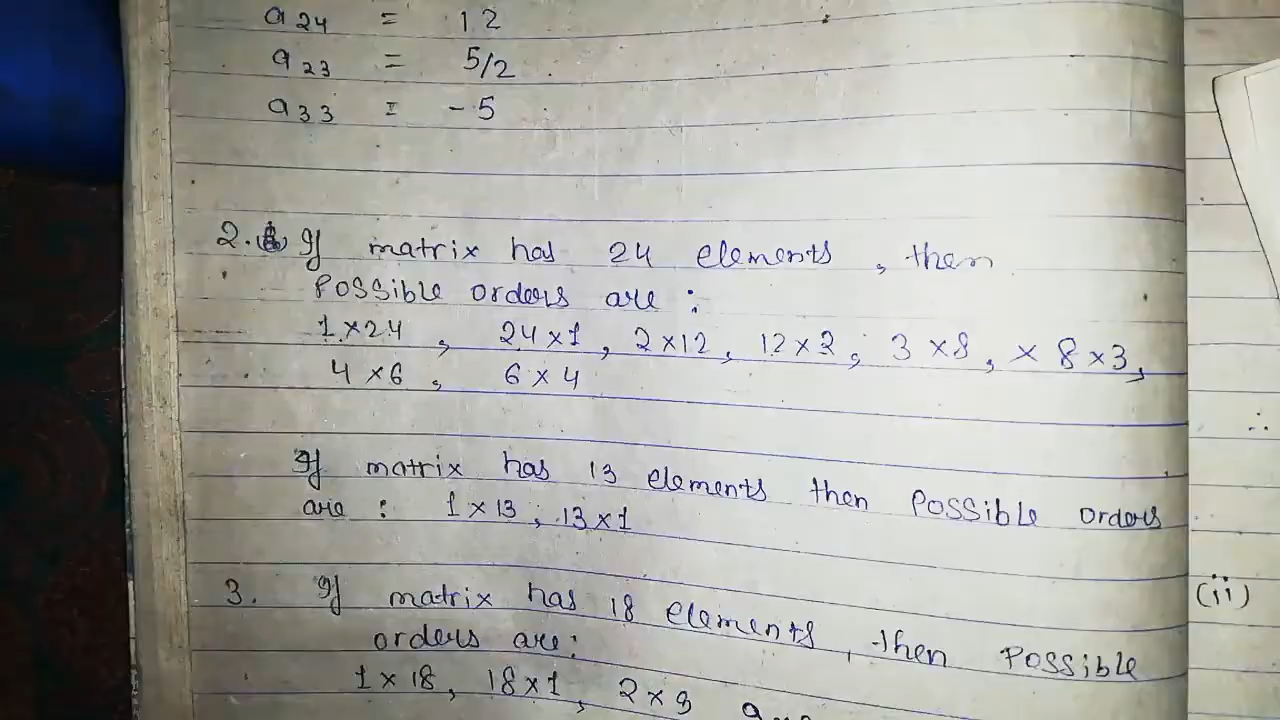 a24 = 12
a23 = 5/2
a33 = -5
2. If matrix has 24 elements, then
possible orders are :
1×24, 24×1, 2×12, 12×2, 3×8, × 8×3,
4×6, 6×4
If matrix has 13 elements then possible orders
are : 1×13, 13×1
3. If matrix has 18 elements, then possible
(ii)
orders are:
1×18, 18×1, 2×9